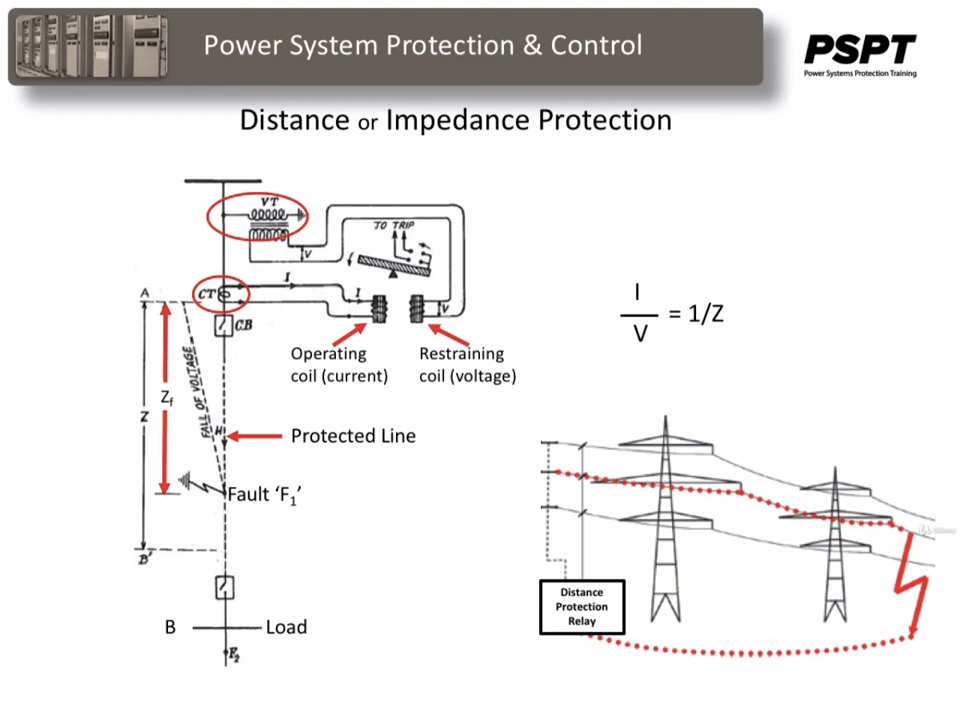 Power System Protection & Control
PSPT
Power Systems Protection Training
Distance or Impedance Protection
VT
TO TRIP
V
I
A
CT
I
V
CB
Operating
coil (current)
Restraining
coil (voltage)
I
V
= 1/Z
FALL OF VOLTAGE
Zf
Z
H
Protected Line
Fault ‘F1’
B'
B
Load
F2
Distance
Protection
Relay